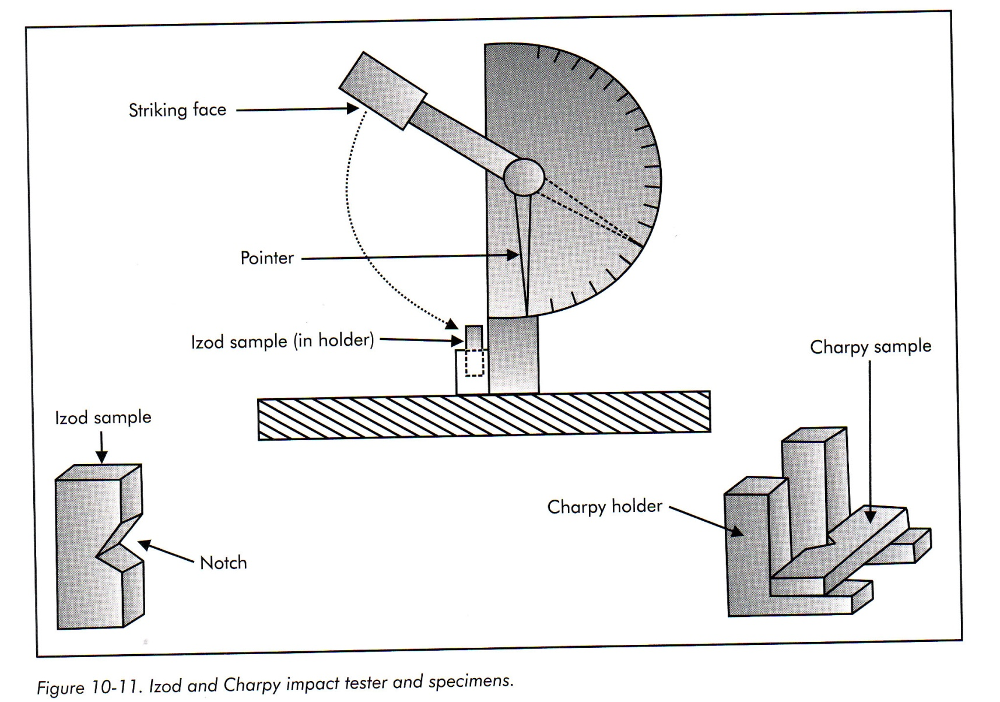 Striking face
Pointer
Izod sample (in holder)
Charpy sample
Izod sample
Charpy holder
Notch
Figure 10-11. Izod and Charpy impact tester and specimens.